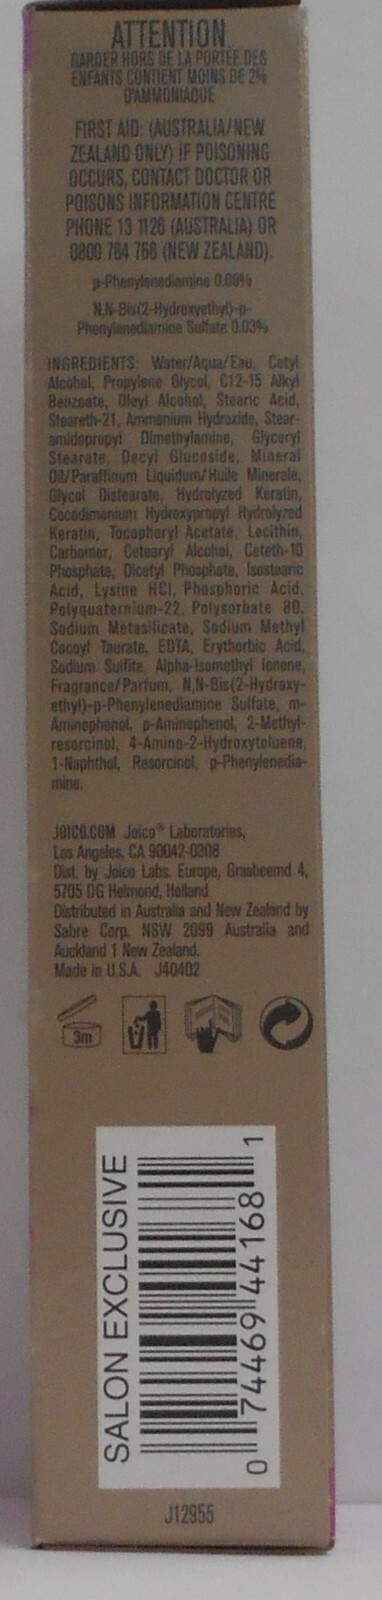 ATTENTION
GARDER HORS DE LA PORTÉE DES
ENFANTS CONTIENT MOINS DE 2%
D'AMMONIAQUE
FIRST AID: (AUSTRALIA/NEW
ZEALAND ONLY) IF POISONING
OCCURS, CONTACT DOCTOR OR
POISONS INFORMATION CENTRE
PHONE 13 1126 (AUSTRALIA) OR
0800 764 766 (NEW ZEALAND).
p-Phenylenediamine 0.09%
N,N-Bis(2-Hydroxyethyl)-p-
Phenylenediamine Sulfate 0.03%
INGREDIENTS: Water/Aqua/Eau, Cetyl
Alcohol, Propylene Glycol, C12-15 Alkyl
Benzoate, Oleyl Alcohol, Stearic Acid,
Steareth-21, Ammonium Hydroxide, Stear-
amidopropyl Dimethylamine, Glyceryl
Stearate, Decyl Glucoside, Mineral
Oil/Paraffinum Liquidum/Huile Minerale,
Glycol Distearate, Hydrolyzed Keratin,
Cocodimonium Hydroxypropyl Hydrolyzed
Keratin, Tocopheryl Acetate, Lecithin,
Carbomer, Cetearyl Alcohol, Ceteth-10
Phosphate, Dicetyl Phosphate, Isostearic
Acid, Lysine HCl, Phosphoric Acid,
Polyquaternium-22, Polysorbate 80,
Sodium Metasilicate, Sodium Methyl
Cocoyl Taurate, EDTA, Erythorbic Acid,
Sodium Sulfite, Alpha-Isomethyl Ionone,
Fragrance/Parfum, N,N-Bis(2-Hydroxy-
ethyl)-p-Phenylenediamine Sulfate, m-
Aminophenol, p-Aminophenol, 2-Methyl-
resorcinol, 4-Amino-2-Hydroxytoluene,
1-Naphthol, Resorcinol, p-Phenylenedia-
mine.
JOICO.COM Joico® Laboratories,
Los Angeles, CA 90042-0308
Dist. by Joico Labs. Europe, Grasbeemd 4,
5705 DG Helmond, Holland
Distributed in Australia and New Zealand by
Sabre Corp. NSW 2099 Australia and
Auckland 1 New Zealand.
Made in U.S.A. J40402
3m
SALON EXCLUSIVE
0 74469 44168 1
J12955